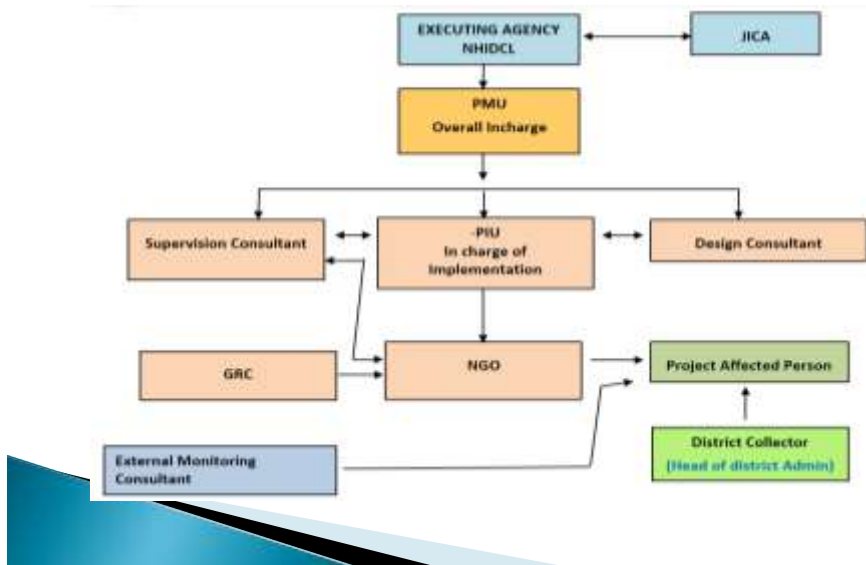 EXECUTING AGENCY
NHIDCL
JICA
PMU
Overall Incharge
Supervision Consultant
-PIU
In charge of
Implementation
Design Consultant
GRC
NGO
Project Affected Person
External Monitoring
Consultant
District Collector
(Head of district Admin)